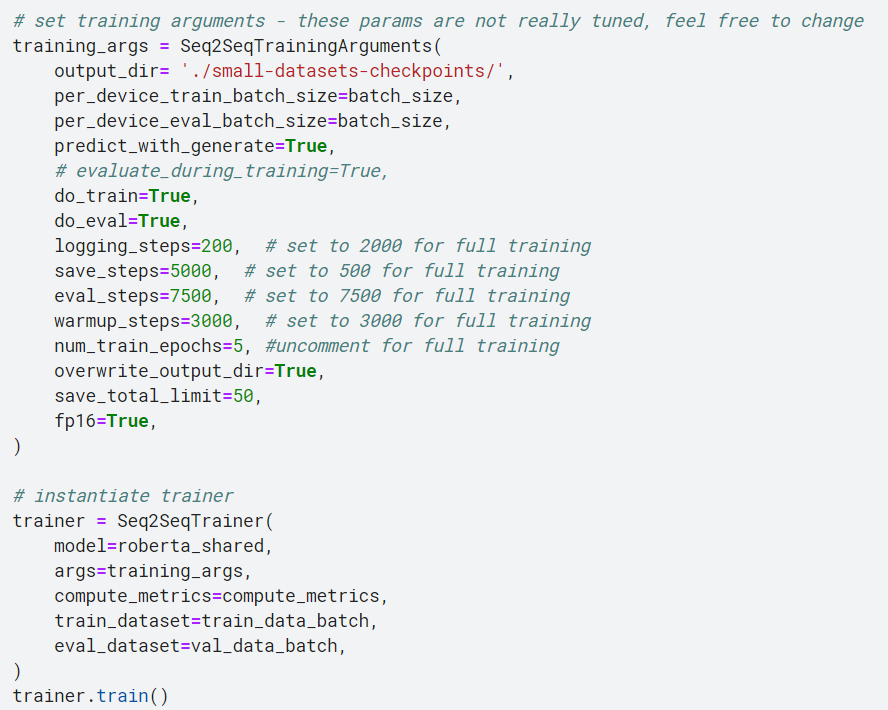 # set training arguments - these params are not really tuned, feel free to change
training_args = Seq2SeqTrainingArguments(
    output_dir= './small-datasets-checkpoints/',
    per_device_train_batch_size=batch_size,
    per_device_eval_batch_size=batch_size,
    predict_with_generate=True,
    # evaluate_during_training=True,
    do_train=True,
    do_eval=True,
    logging_steps=200,  # set to 2000 for full training
    save_steps=5000,  # set to 500 for full training
    eval_steps=7500,  # set to 7500 for full training
    warmup_steps=3000,  # set to 3000 for full training
    num_train_epochs=5, #uncomment for full training
    overwrite_output_dir=True,
    save_total_limit=50,
    fp16=True,
)

# instantiate trainer
trainer = Seq2SeqTrainer(
    model=roberta_shared,
    args=training_args,
    compute_metrics=compute_metrics,
    train_dataset=train_data_batch,
    eval_dataset=val_data_batch,
)
trainer.train()